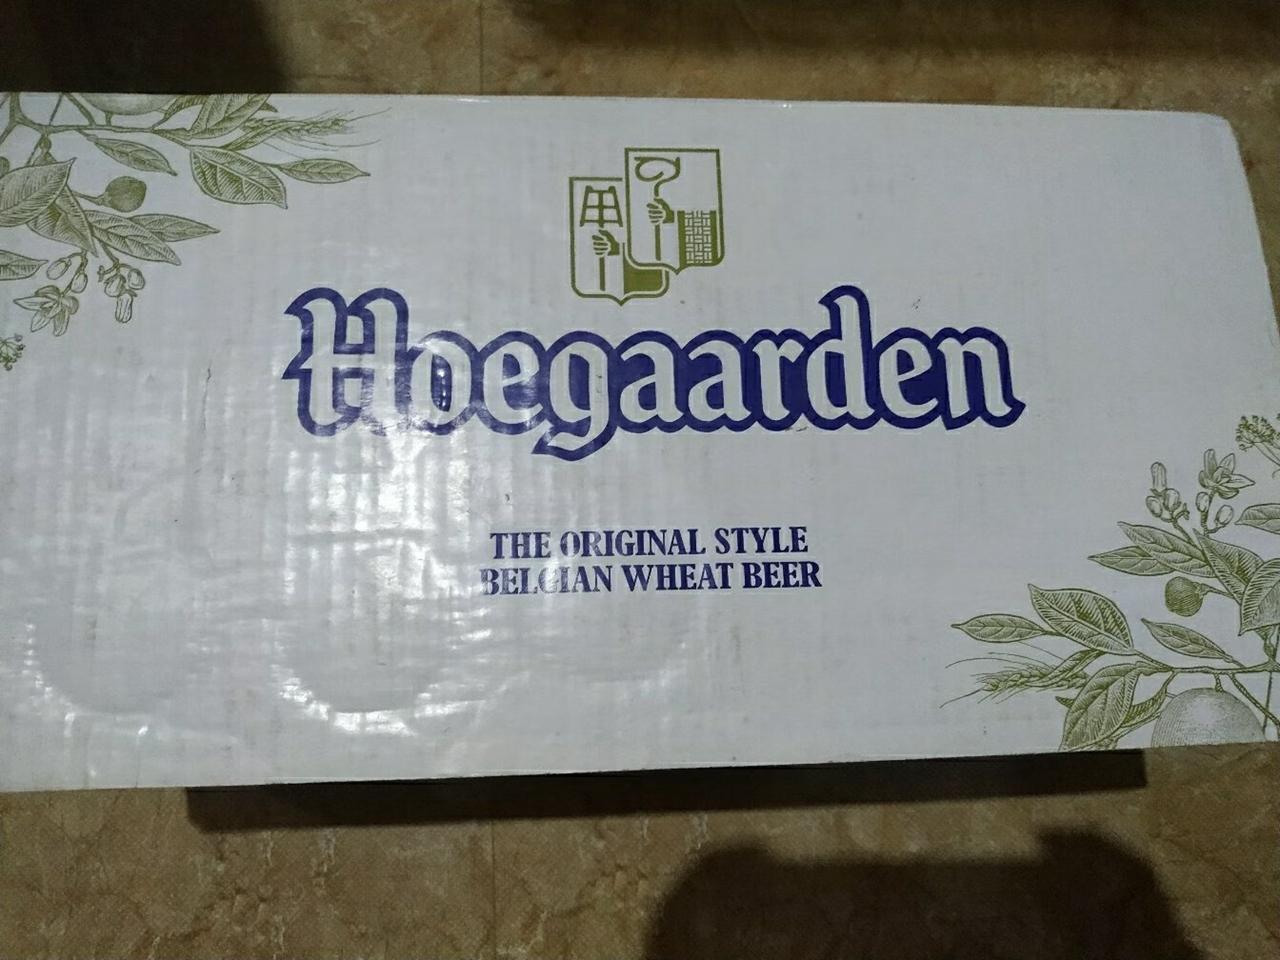 Hoegaarden
THE ORIGINAL STYLE
BELGIAN WHEAT BEER